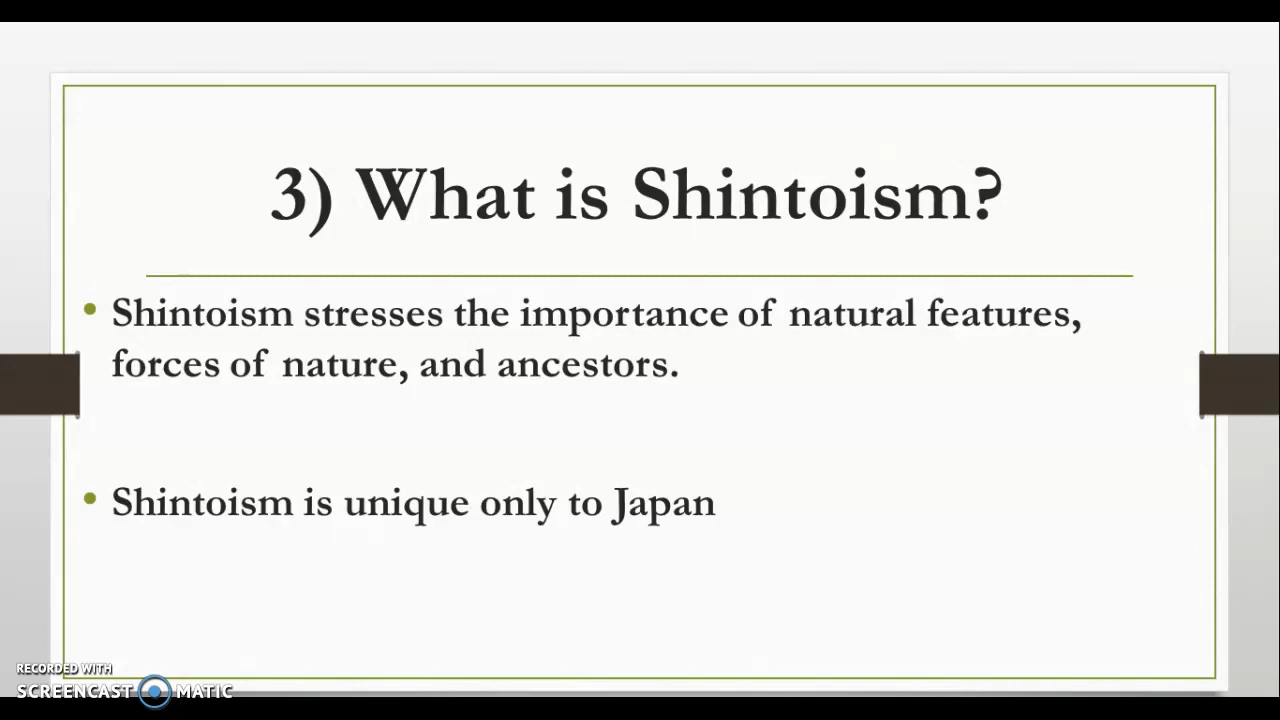 3) What is Shintoism?
• Shintoism stresses the importance of natural features,
forces of nature, and ancestors.
• Shintoism is unique only to Japan
RECORDED WITH
SCREENCAST MATIC